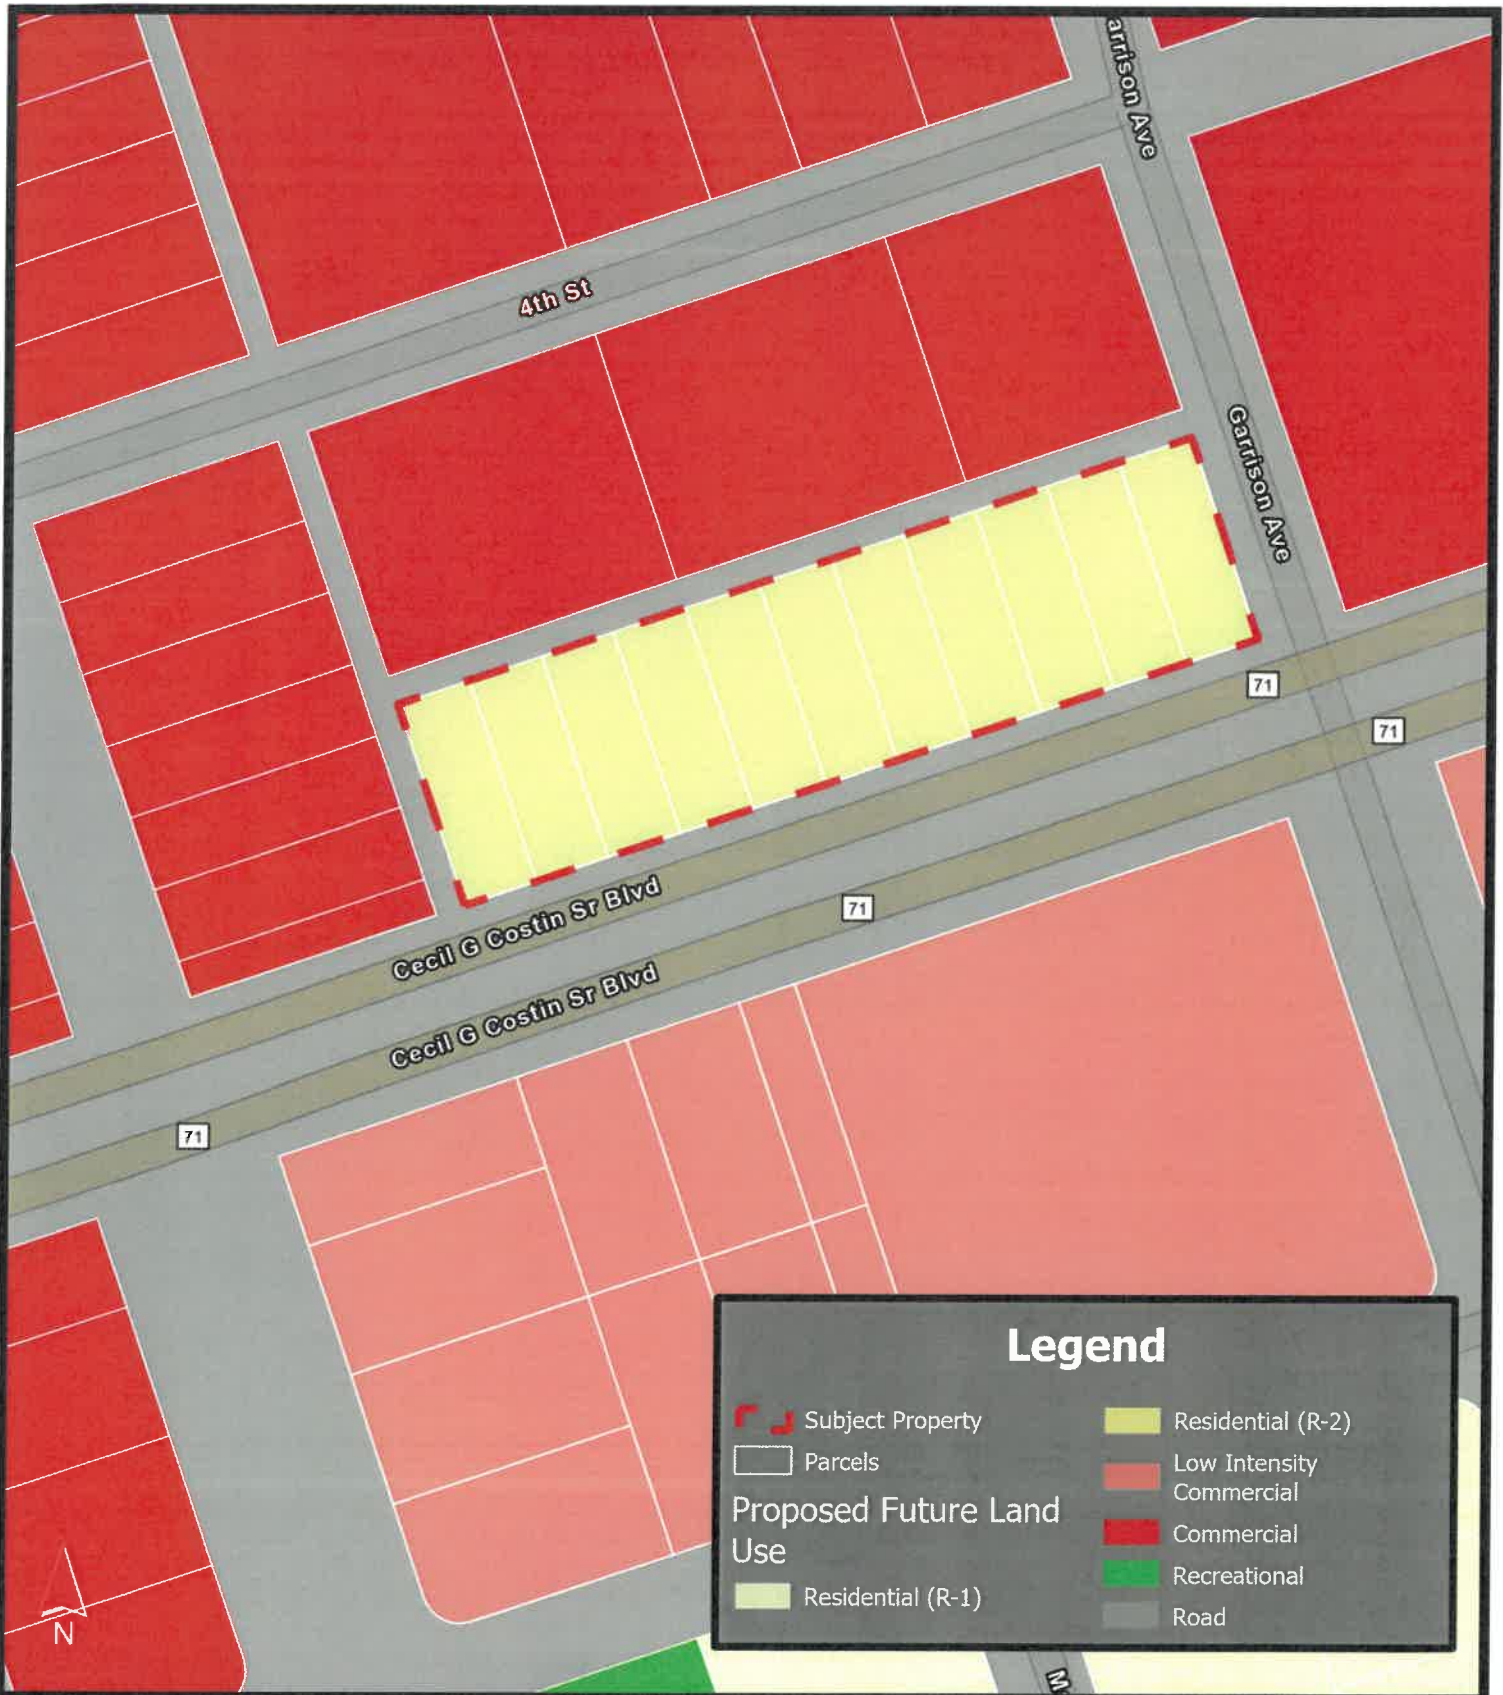 arrison Ave
4th St
Garrison Ave
71
71
Cecil G Costin Sr Blvd
71
Cecil G Costin Sr Blvd
71
Legend
Subject Property
Parcels
Proposed Future Land
Use
Residential (R-1)
Residential (R-2)
Low Intensity
Commercial
Commercial
Recreational
Road
N
M